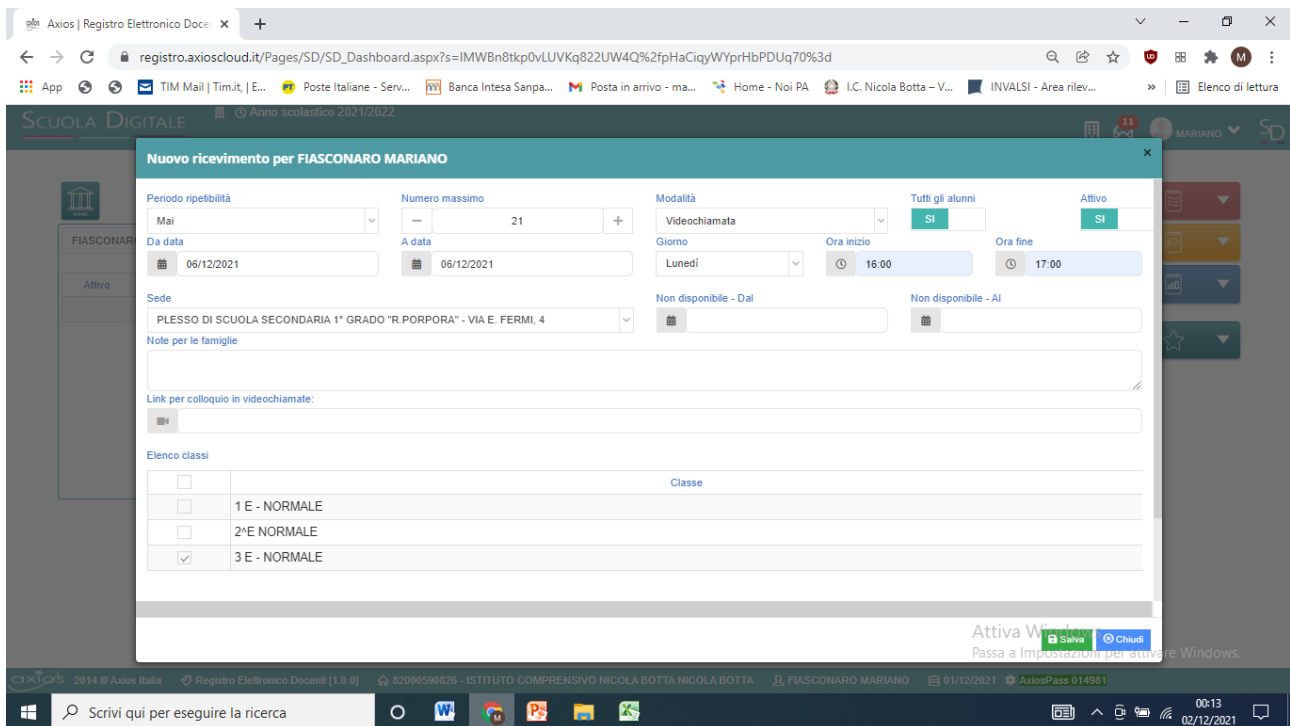 Axios | Registro Elettronico Doce
registro.axioscloud.it/Pages/SD/SD_Dashboard.aspx?s=IMWBn8tkp0vLUVKq822UW4Q%2fpHaCiqyWYprHbPDUq70%3d
M
App
TIM Mail | Tim.it, | E...
Poste Italiane - Serv...
Banca Intesa Sanpa...
Posta in arrivo - ma...
Home - Noi PA
I.C. Nicola Botta – V...
INVALSI - Area rilev...
»
Elenco di lettura
SCUOLA DIGITALE
Anno scolastico 2021/2022
11
MARIANO
SD
Nuovo ricevimento per FIASCONARO MARIANO
HOME
FIASCONAR
Attivo
Periodo ripetibilità
Numero massimo
Modalità
Tutti gli alunni
Attivo
Mai
21
Videochiamata
SI
SI
Da data
A data
Giorno
Ora inizio
Ora fine
06/12/2021
06/12/2021
Lunedì
16:00
17:00
Sede
Non disponibile - Dal
Non disponibile - Al
PLESSO DI SCUOLA SECONDARIA 1° GRADO "R.PORPORA" - VIA E. FERMI, 4
Note per le famiglie
Link per colloquio in videochiamate:
Elenco classi
Classe
1 E - NORMALE
2^E NORMALE
3 E - NORMALE
Attiva Windows
Passa a Impostazioni per attivare Windows.
Salva
Chiudi
axios 2014 © Axios Italia
Registro Elettronico Docenti [1.0.0]
82000590826 - ISTITUTO COMPRENSIVO NICOLA BOTTA NICOLA BOTTA
FIASCONARO MARIANO
01/12/2021
AxiosPass 014981
Scrivi qui per eseguire la ricerca
00:13
02/12/2021